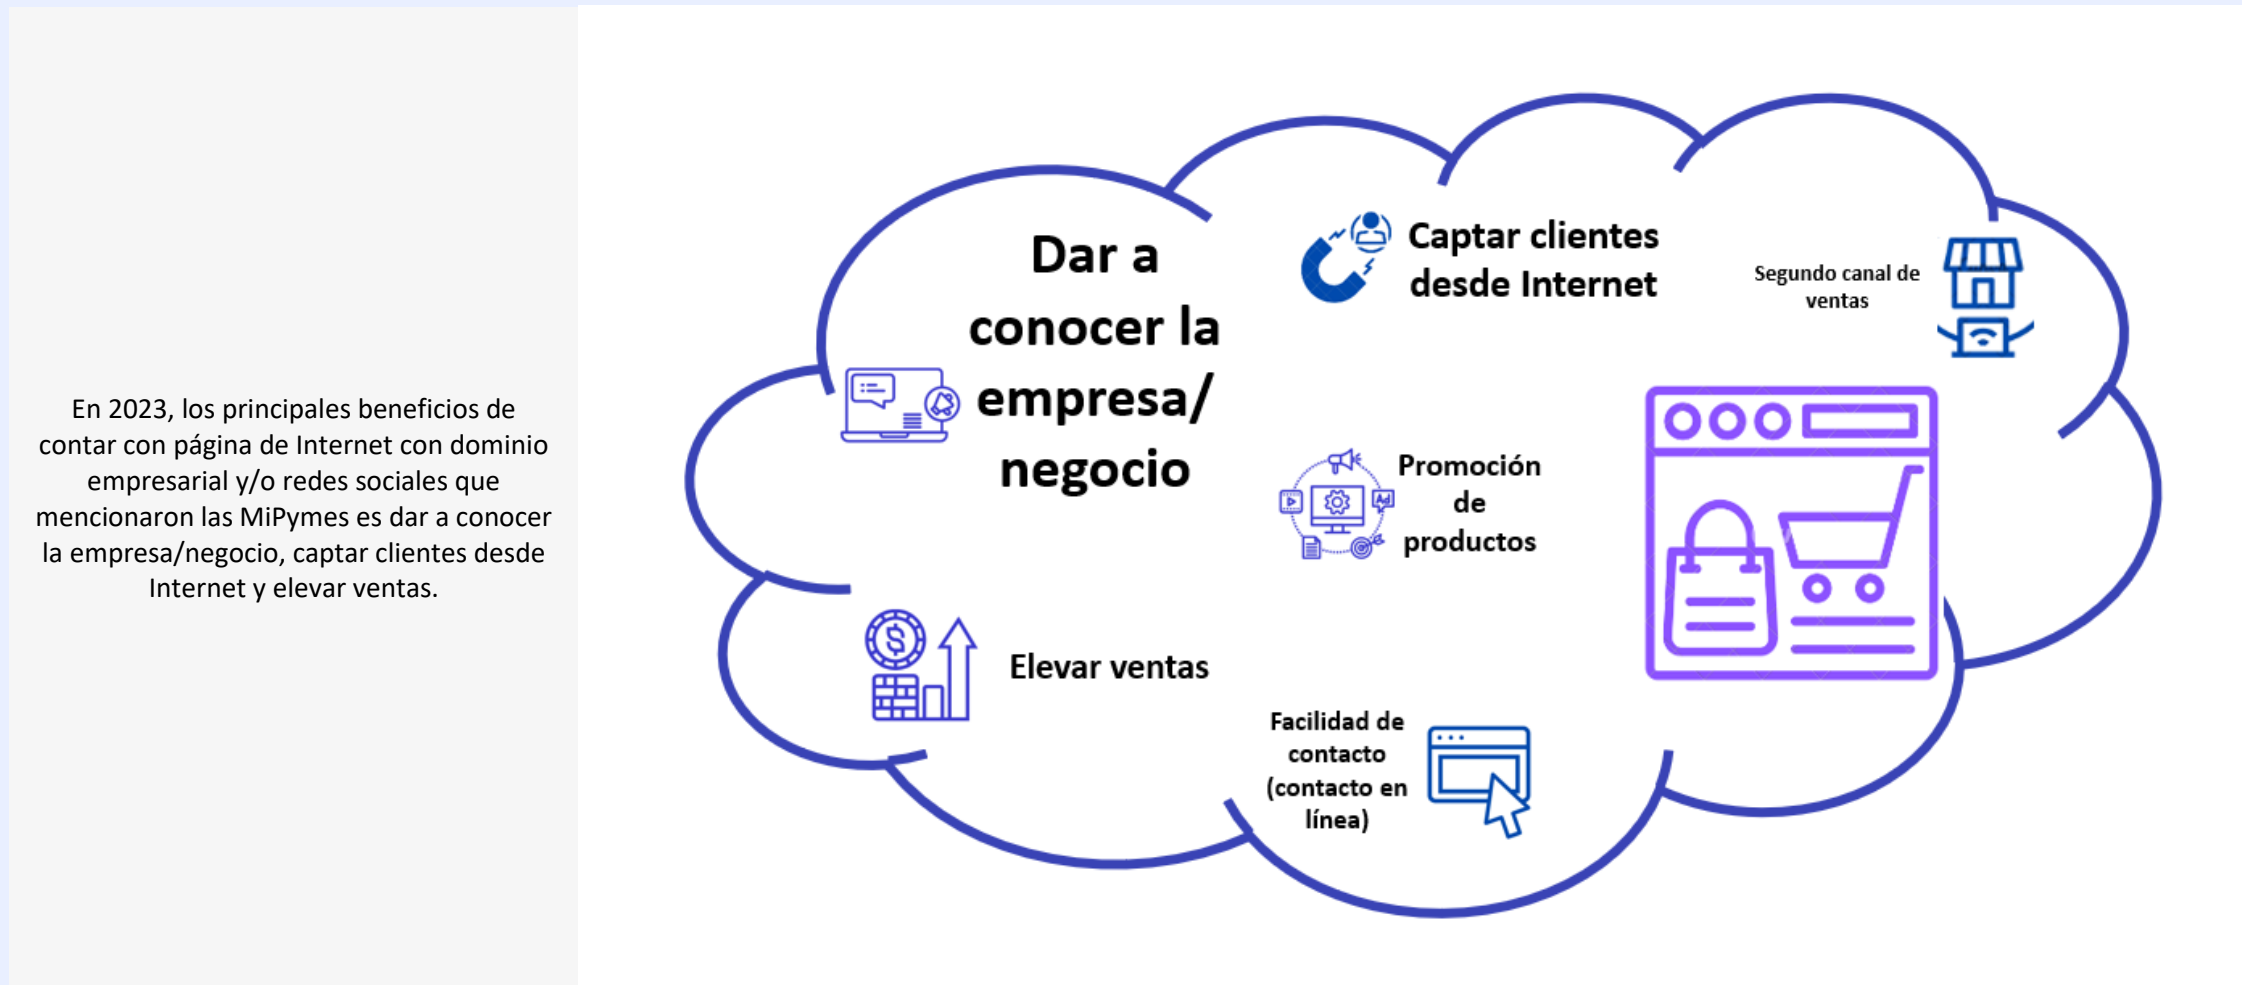 En 2023, los principales beneficios de
contar con página de Internet con dominio
empresarial y/o redes sociales que
mencionaron las MiPymes es dar a conocer
la empresa/negocio, captar clientes desde
Internet y elevar ventas.
Dar a
conocer la
empresa/
negocio
Captar clientes
desde Internet
Segundo canal de
ventas
Promoción
de
productos
Ad
Elevar ventas
Facilidad de
contacto
(contacto en
línea)